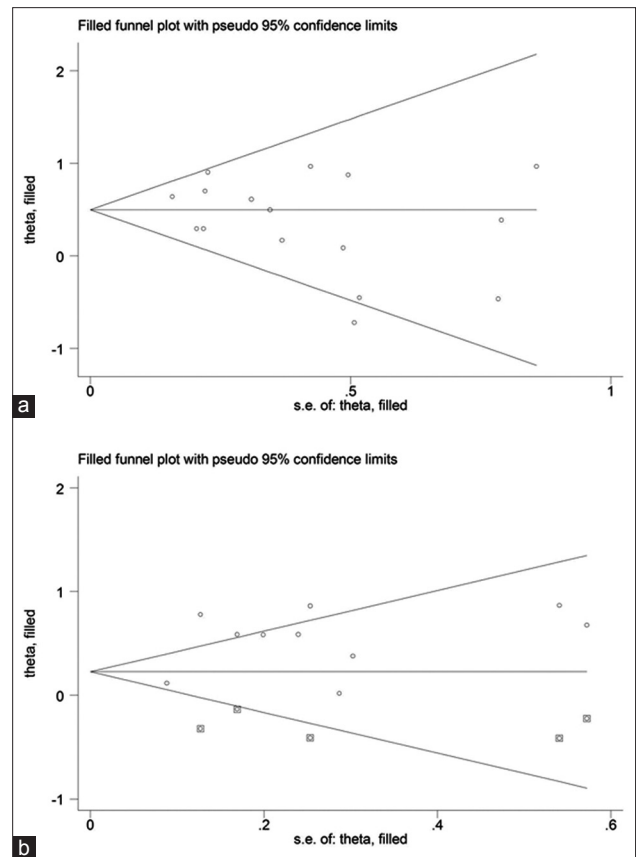 Filled funnel plot with pseudo 95% confidence limits
2
1
0
-1
theta, filled
0 .5 1
s.e. of: theta, filled
a
Filled funnel plot with pseudo 95% confidence limits
2
1
0
-1
theta, filled
0 .2 .4 .6
s.e. of: theta, filled
b